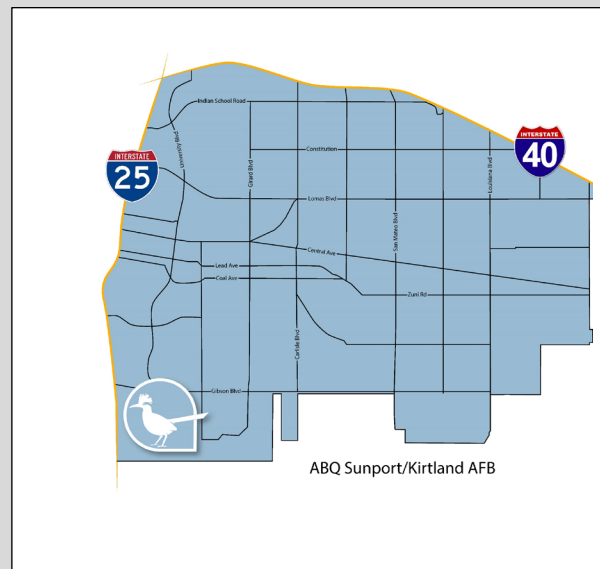 Indian School Road
University Blvd
INTERSTATE
25
Girard Blvd
Constitution
Louisiana Blvd
INTERSTATE
40
Lomas Blvd
San Mateo Blvd
Central Ave
Lead Ave
Coal Ave
Zuni Rd
Carlisle Blvd
Gibson Blvd
ABQ Sunport/Kirtland AFB